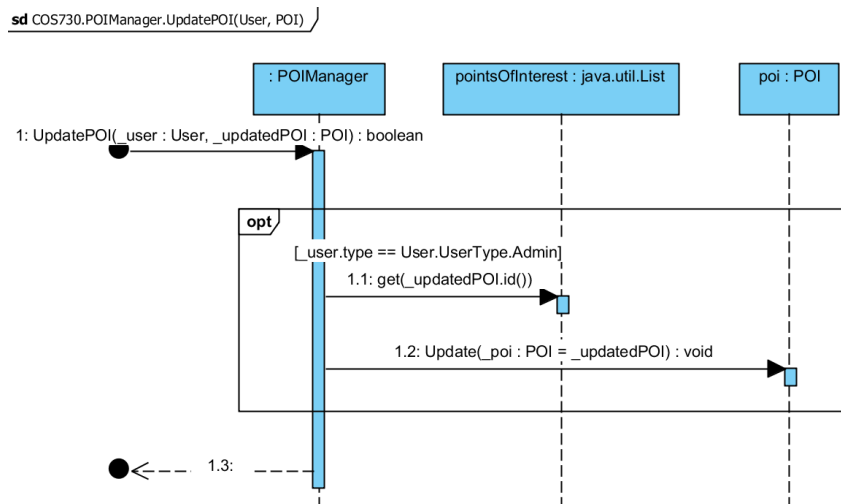 sd COS730.POIManager.UpdatePOI(User, POI)
: POIManager
pointsOfInterest : java.util.List
poi : POI
1: UpdatePOI(_user : User, _updatedPOI : POI) : boolean
opt
[_user.type == User.UserType.Admin]
1.1: get(_updatedPOI.id())
1.2: Update(_poi : POI = _updatedPOI) : void
1.3: